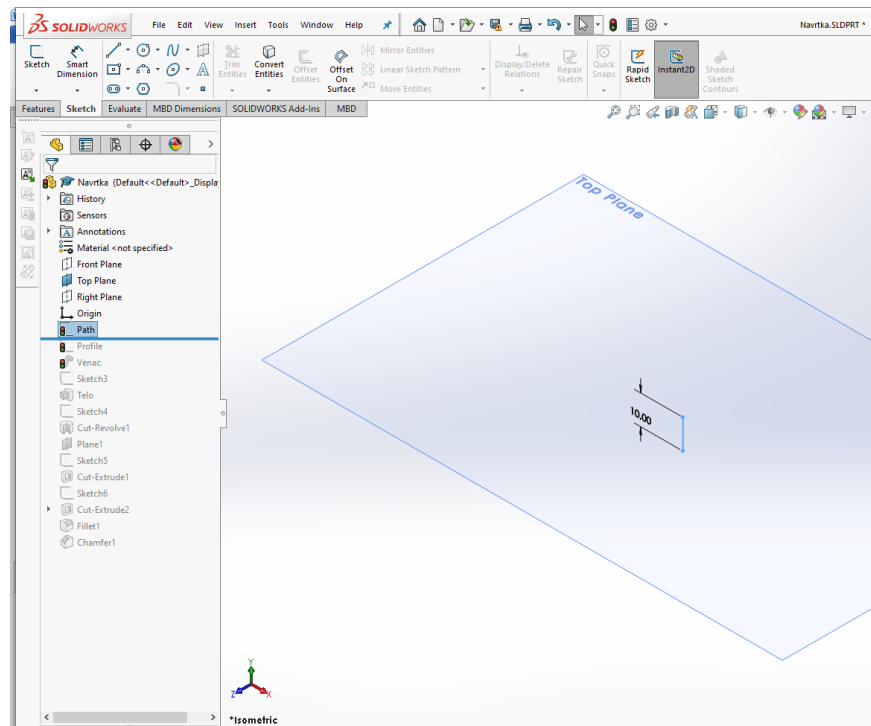 SOLIDWORKS File Edit View Insert Tools Window Help Navrtka.SLDPRT *
Sketch
Smart Dimension
Trim Entities
Convert Entities
Offset Entities
Offset On Surface
Mirror Entities
Linear Sketch Pattern
Move Entities
Display/Delete Relations
Repair Sketch
Quick Snaps
Rapid Sketch
Instant2D
Shaded Sketch Contours
Features Sketch Evaluate MBD Dimensions SOLIDWORKS Add-Ins MBD
Navrtka (Default<<Default>_Displa
History
Sensors
Annotations
Material <not specified>
Front Plane
Top Plane
Right Plane
Origin
Path
Profile
Venac
Sketch3
Telo
Sketch4
Cut-Revolve1
Plane1
Sketch5
Cut-Extrude1
Sketch6
Cut-Extrude2
Fillet1
Chamfer1
Top Plane
10.00
Y
Z
X
*Isometric